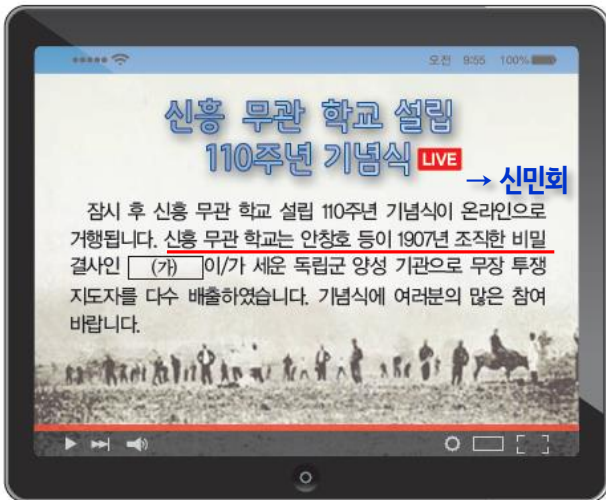 오전 9:55 100%
신흥 무관 학교 설립
110주년 기념식 LIVE
→ 신민회
잠시 후 신흥 무관 학교 설립 110주년 기념식이 온라인으로
거행됩니다. 신흥 무관 학교는 안창호 등이 1907년 조직한 비밀
결사인 (가) 이/가 세운 독립군 양성 기관으로 무장 투쟁
지도자를 다수 배출하였습니다. 기념식에 여러분의 많은 참여
바랍니다.